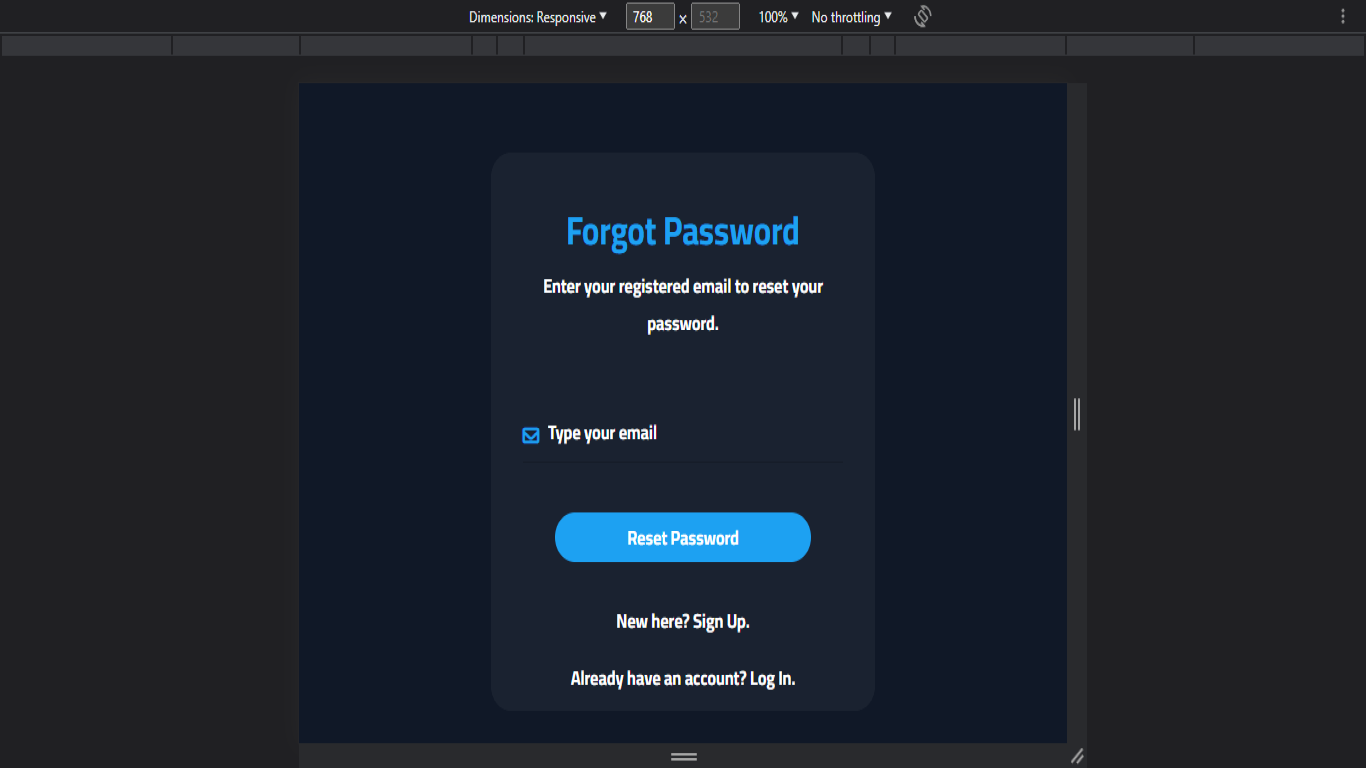 Dimensions: Responsive ▼ 768 × 532 100% ▼ No throttling ▼
Forgot Password
Enter your registered email to reset your
password.
Type your email
Reset Password
New here? Sign Up.
Already have an account? Log In.